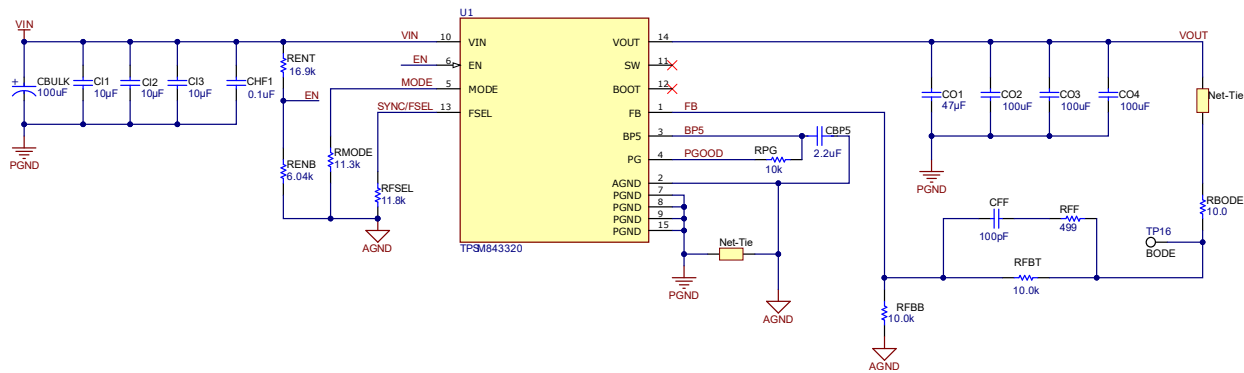 VIN
CBULK
100uF
CI1
10µF
CI2
10µF
CI3
10µF
CHF1
0.1uF
PGND
RENT
16.9k
EN
RENB
6.04k
RMODE
11.3k
RFSEL
11.8k
AGND
VIN
EN
MODE
SYNC/FSEL
10
6
5
13
U1
VIN
EN
MODE
FSEL
VOUT
SW
BOOT
FB
BP5
PG
AGND
PGND
PGND
PGND
PGND
TPSM843320
14
11
12
1
3
4
2
7
8
9
15
FB
BP5
PGOOD
RPG
10k
CBP5
2.2uF
Net-Tie
PGND
AGND
VOUT
CO1
47µF
CO2
100uF
CO3
100uF
CO4
100uF
PGND
Net-Tie
RBODE
10.0
TP16
BODE
CFF
100pF
RFF
499
RFBT
10.0k
RFBB
10.0k
AGND